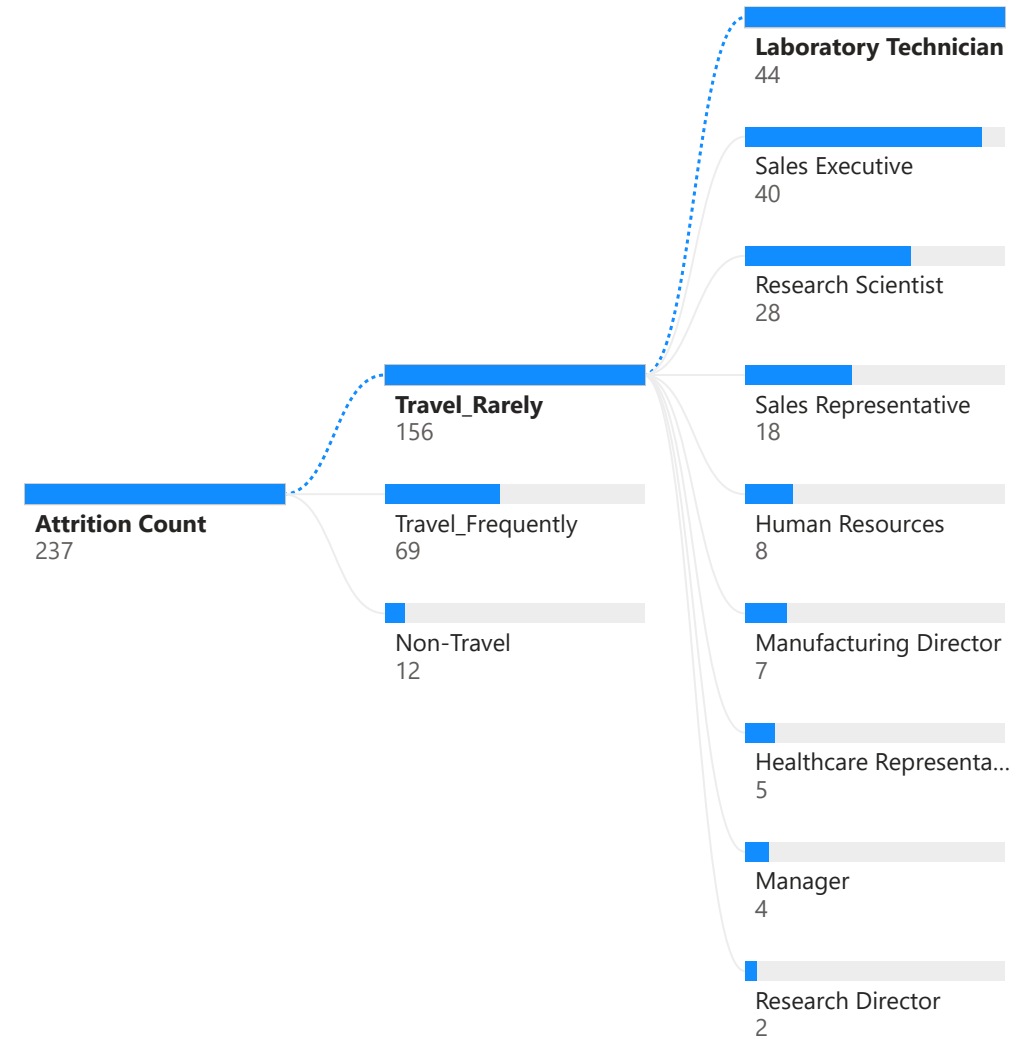 Attrition Count
237
Travel_Rarely
156
Travel_Frequently
69
Non-Travel
12
Laboratory Technician
44
Sales Executive
40
Research Scientist
28
Sales Representative
18
Human Resources
8
Manufacturing Director
7
Healthcare Representa...
5
Manager
4
Research Director
2